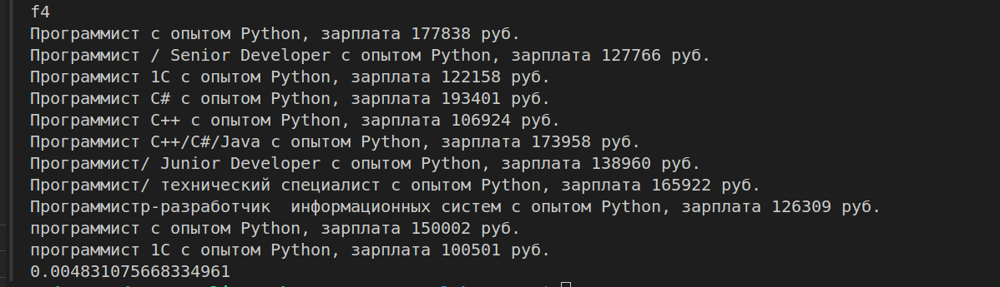 f4
Программист с опытом Python, зарплата 177838 руб.
Программист / Senior Developer с опытом Python, зарплата 127766 руб.
Программист 1С с опытом Python, зарплата 122158 руб.
Программист C# с опытом Python, зарплата 193401 руб.
Программист C++ с опытом Python, зарплата 106924 руб.
Программист C++/C#/Java с опытом Python, зарплата 173958 руб.
Программист/ Junior Developer с опытом Python, зарплата 138960 руб.
Программист/ технический специалист с опытом Python, зарплата 165922 руб.
Программистр-разработчик  информационных систем с опытом Python, зарплата 126309 руб.
программист с опытом Python, зарплата 150002 руб.
программист 1С с опытом Python, зарплата 100501 руб.
0.004831075668334961